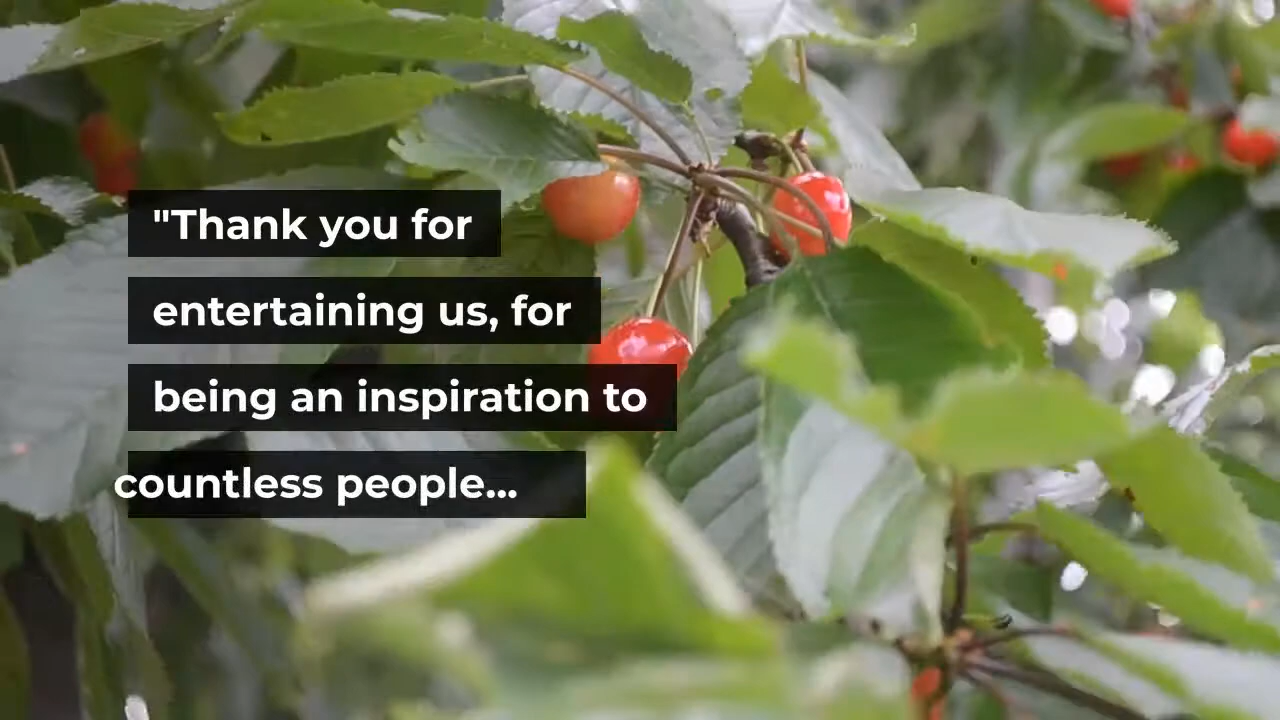 "Thank you for
entertaining us, for
being an inspiration to
countless people...